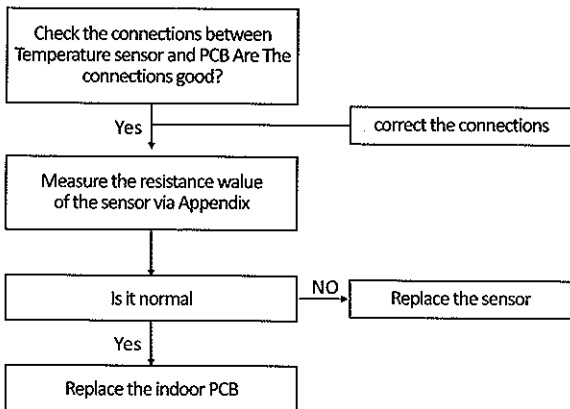 Check the connections between
Temperature sensor and PCB Are The
connections good?
Yes
correct the connections
Measure the resistance walue
of the sensor via Appendix
Is it normal
NO
Replace the sensor
Yes
Replace the indoor PCB